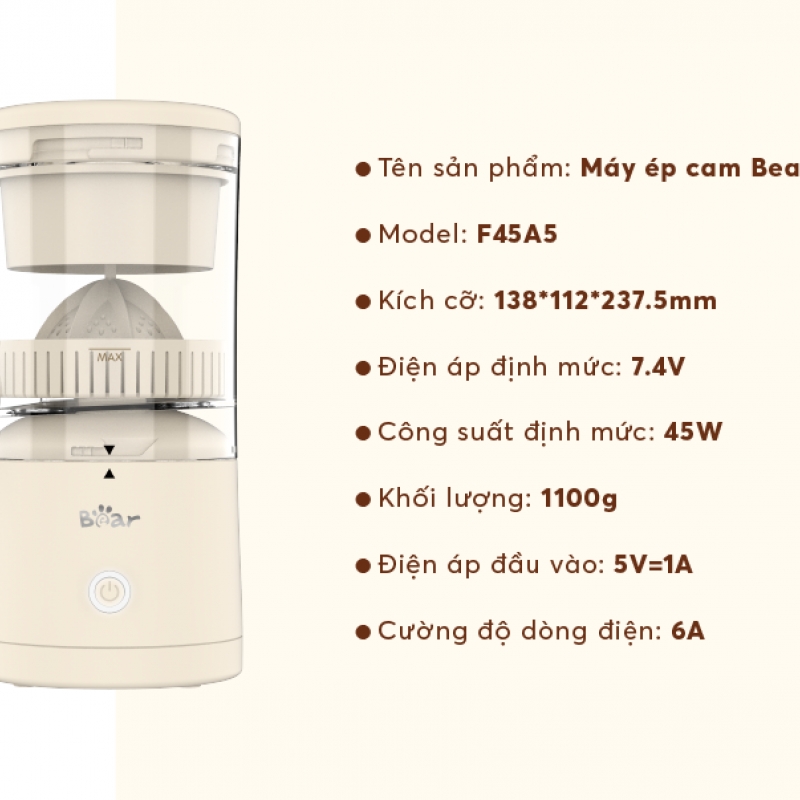 Tên sản phẩm: Máy ép cam Bea
Model: F45A5
Kích cỡ: 138*112*237.5mm
MAX
Điện áp định mức: 7.4V
Công suất định mức: 45W
Khối lượng: 1100g
Bear
Điện áp đầu vào: 5V=1A
Cường độ dòng điện: 6A